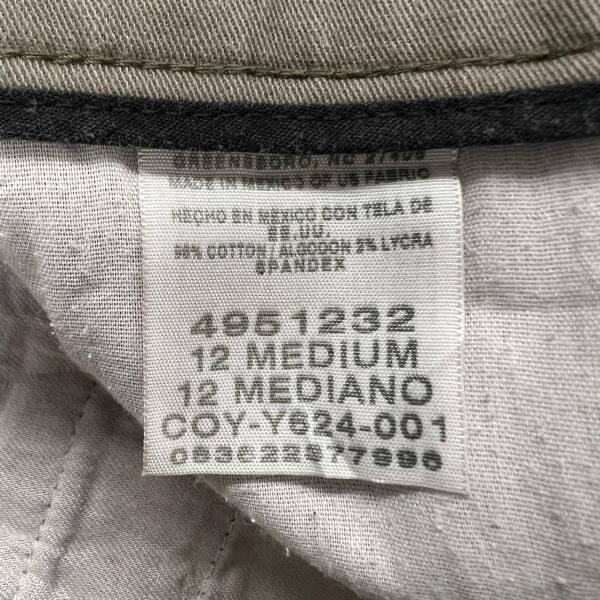 GREENSBORO, NC 27408
MADE IN MEXICO OF US FABRIC
HECHO EN MÉXICO CON TELA DE
EE.UU.
98% COTTON/ALGODON 2% LYCRA
SPANDEX
4951232
12 MEDIUM
12 MEDIANO
COY-Y624-001
083622977996